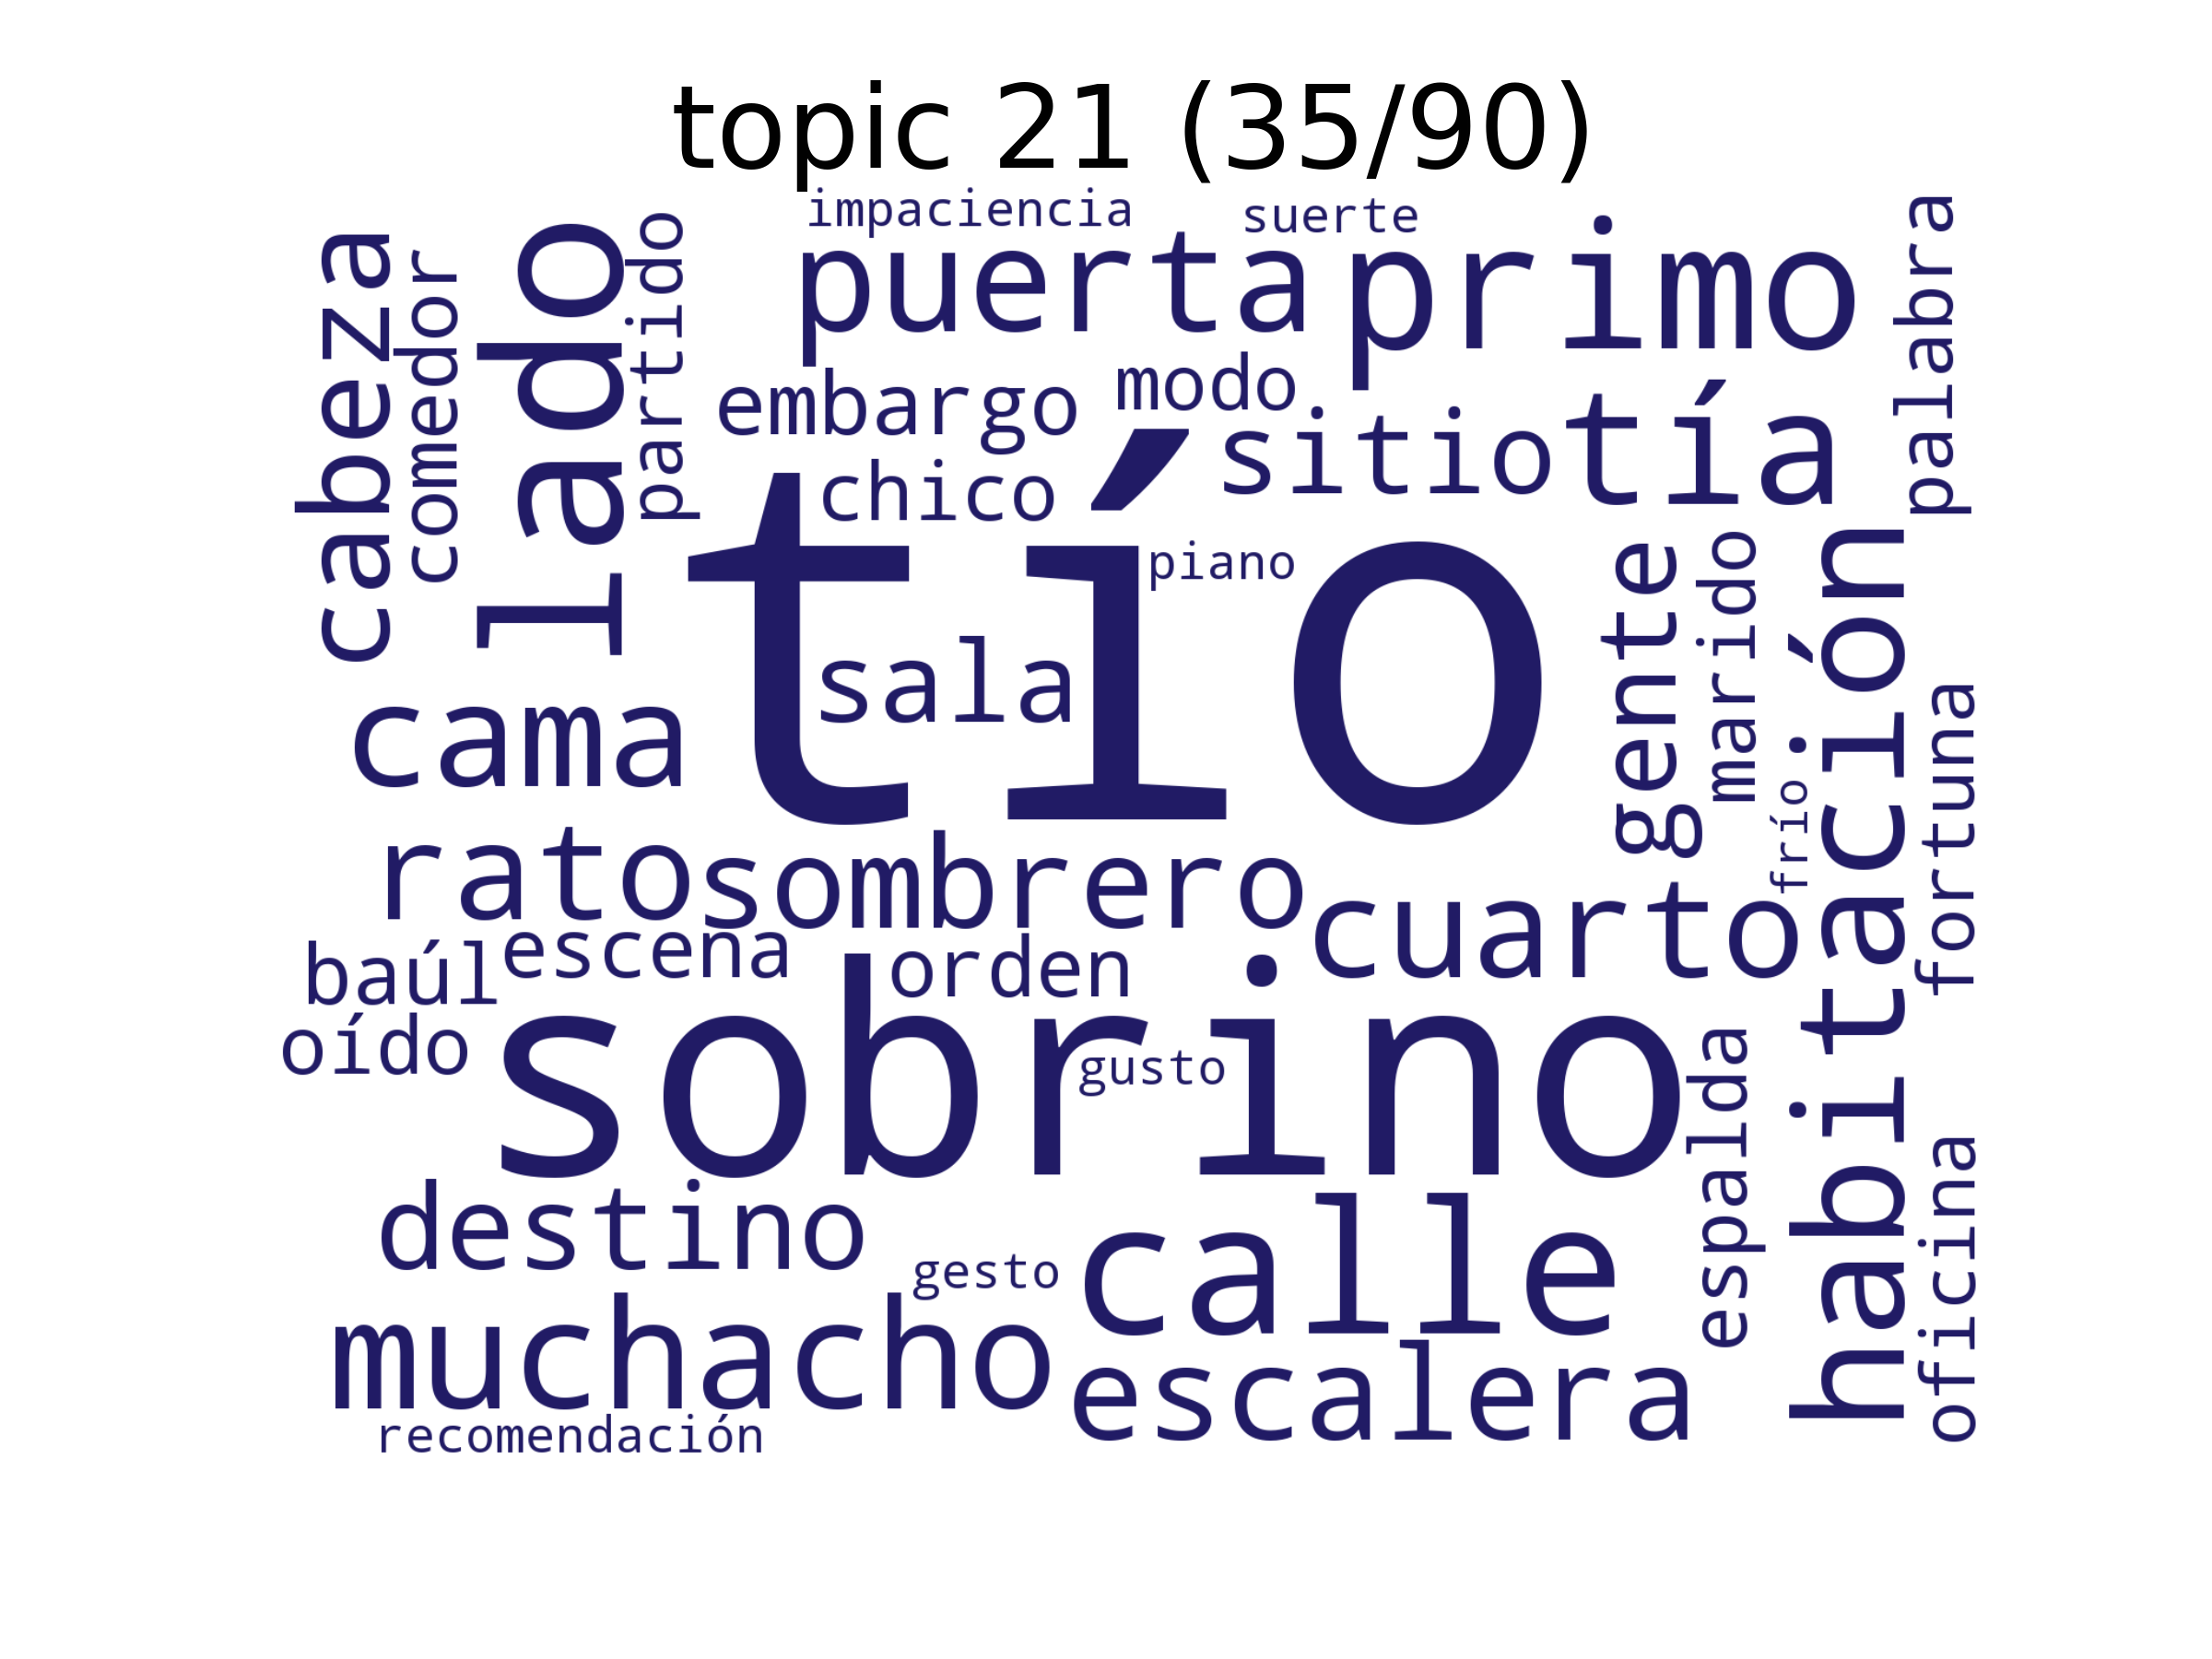 topic 21 (35/90)
impaciencia
suerte
puerta
primo
palabra
cabeza
comedor
lado
partido
embargo
modo
sitio
tía
chico
tío
piano
sala
gente
marido
habitación
frío
fortuna
cama
rato
sombrero
cuarto
baúl
escena
orden
oído
sobrino
gusto
espalda
oficina
destino
gesto
calle
muchacho
escalera
recomendación